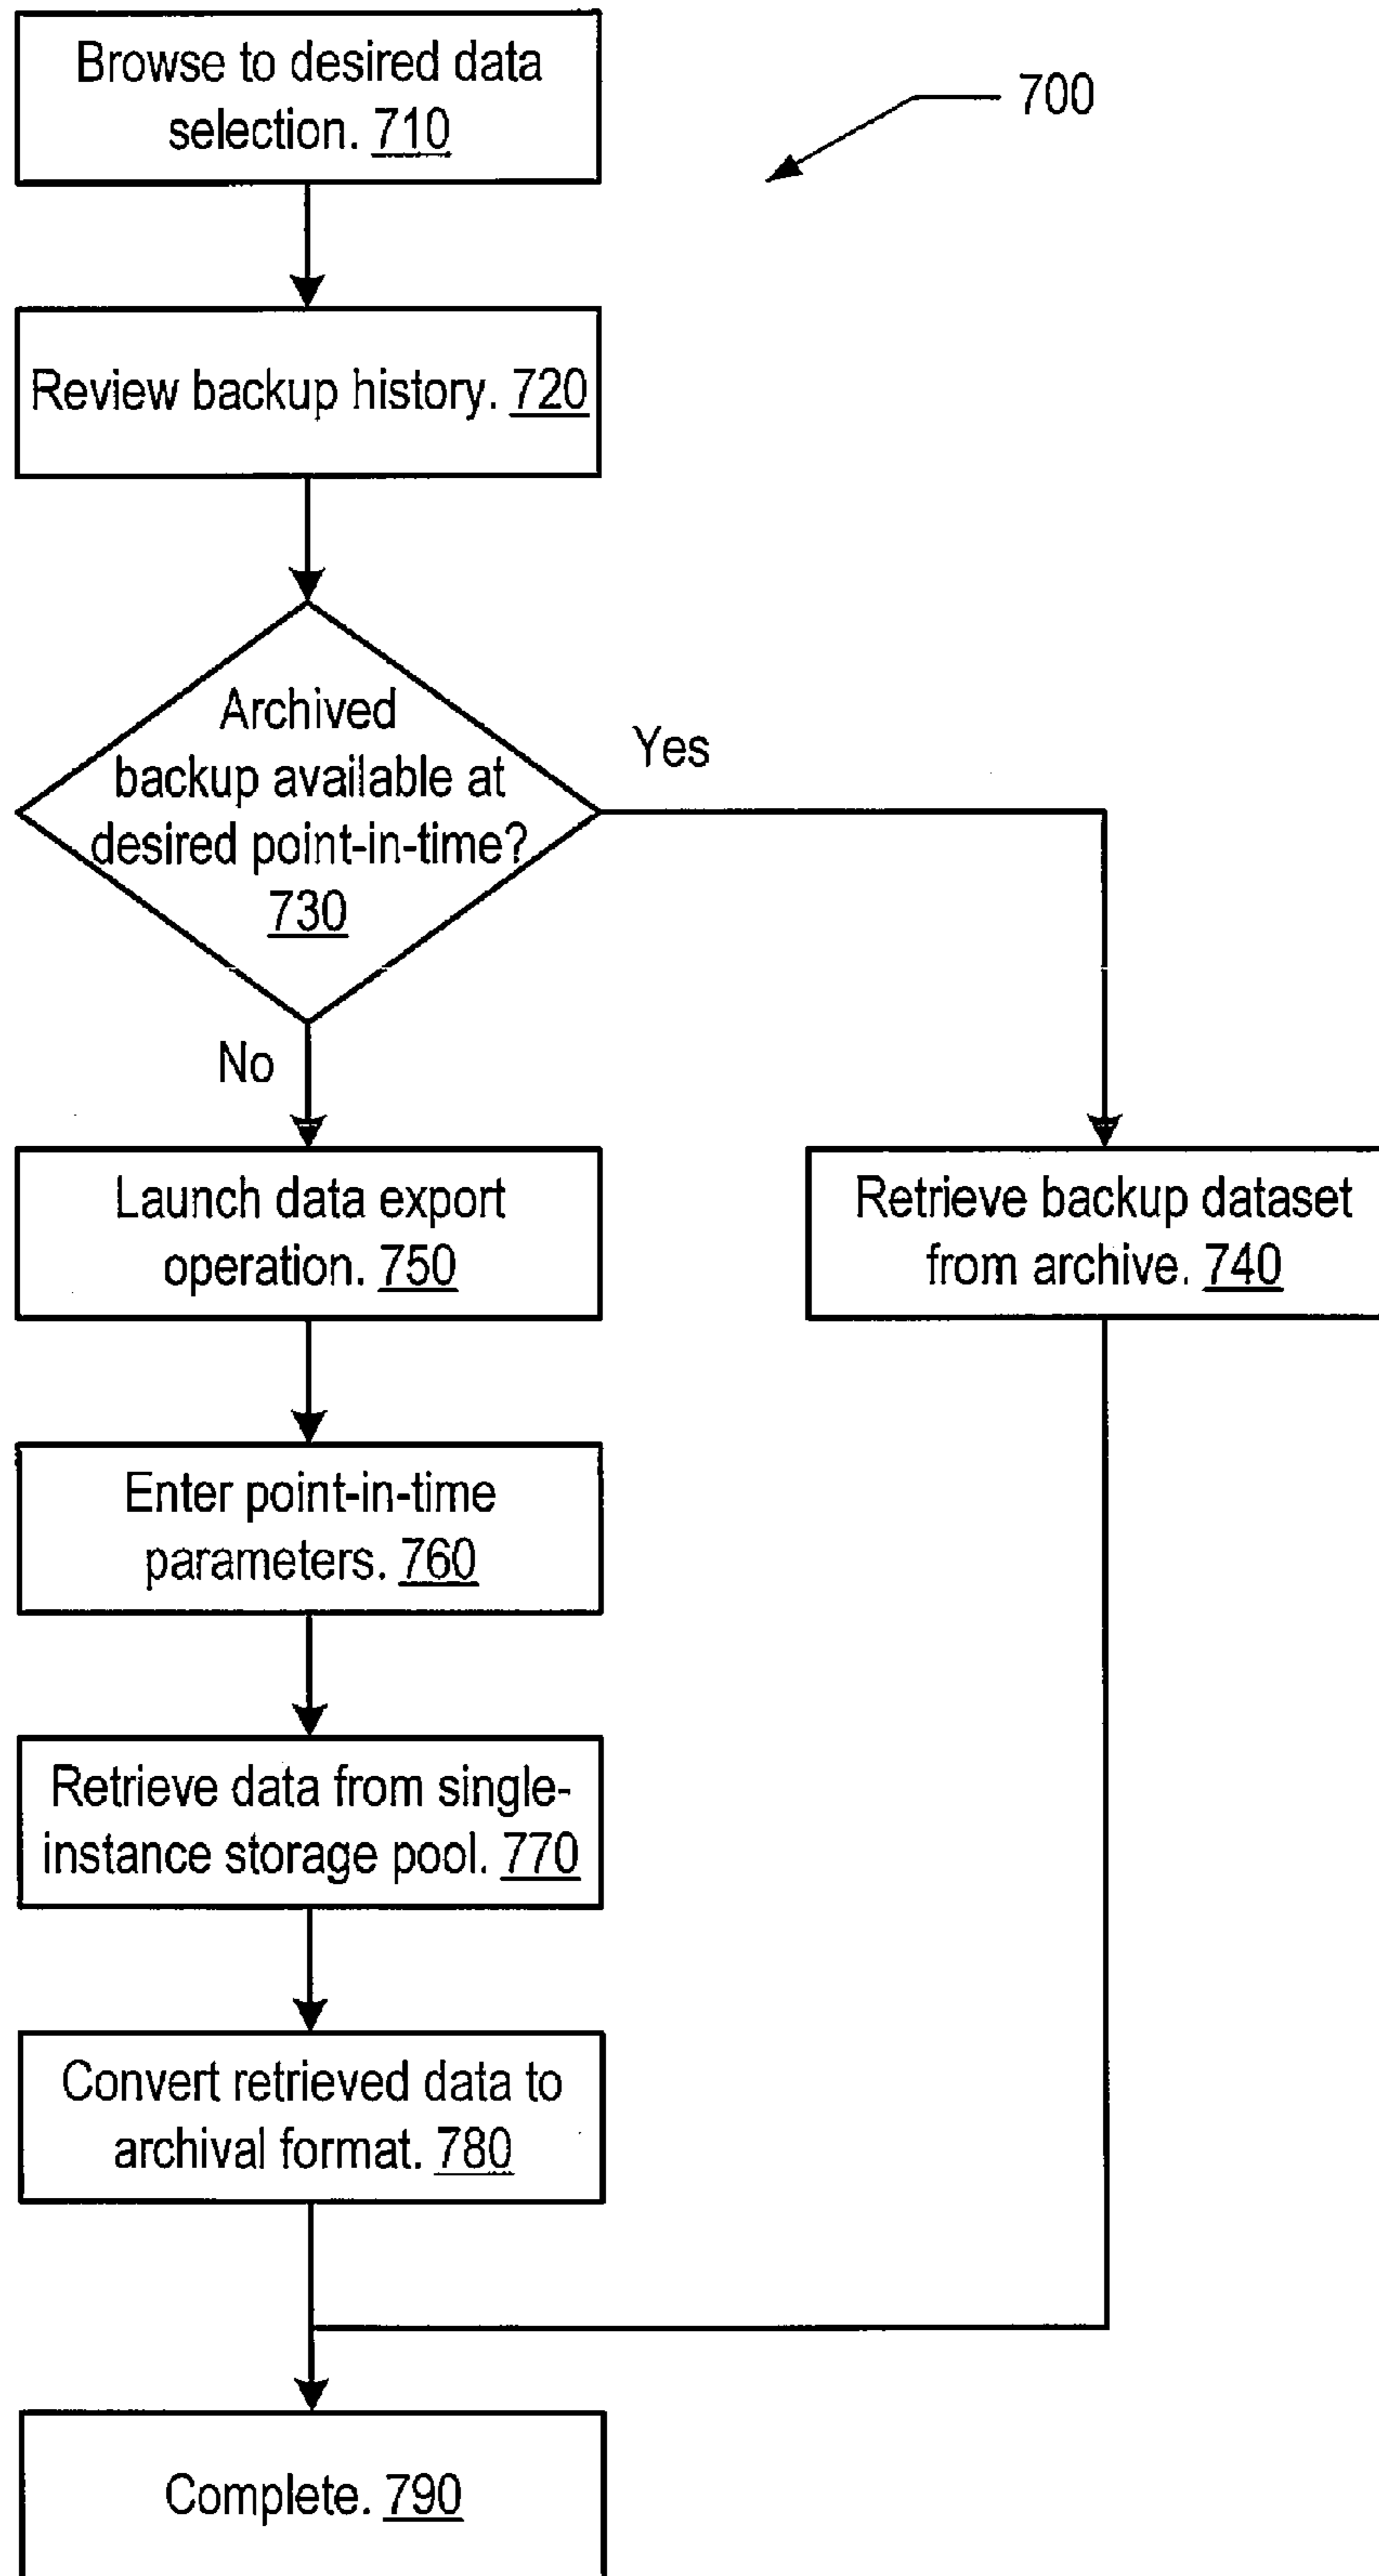 Browse to desired data
selection. 710
700
Review backup history. 720
Archived
backup available at
desired point-in-time?
730
Yes
No
Launch data export
operation. 750
Retrieve backup dataset
from archive. 740
Enter point-in-time
parameters. 760
Retrieve data from single-
instance storage pool. 770
Convert retrieved data to
archival format. 780
Complete. 790